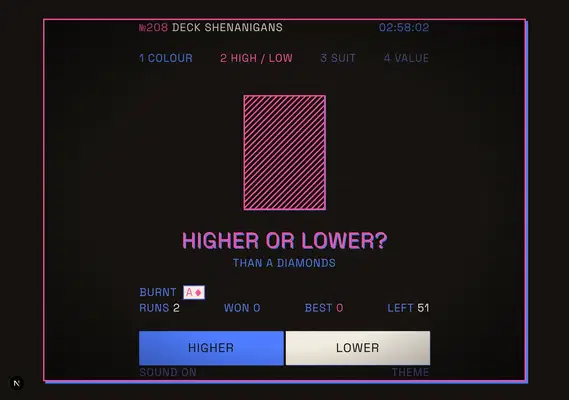 №208 DECK SHENANIGANS 02:58:02
1 COLOUR 2 HIGH / LOW 3 SUIT 4 VALUE
HIGHER OR LOWER?
THAN A DIAMONDS
BURNT A♦
RUNS 2 WON 0 BEST 0 LEFT 51
HIGHER LOWER
SOUND ON THEME
N